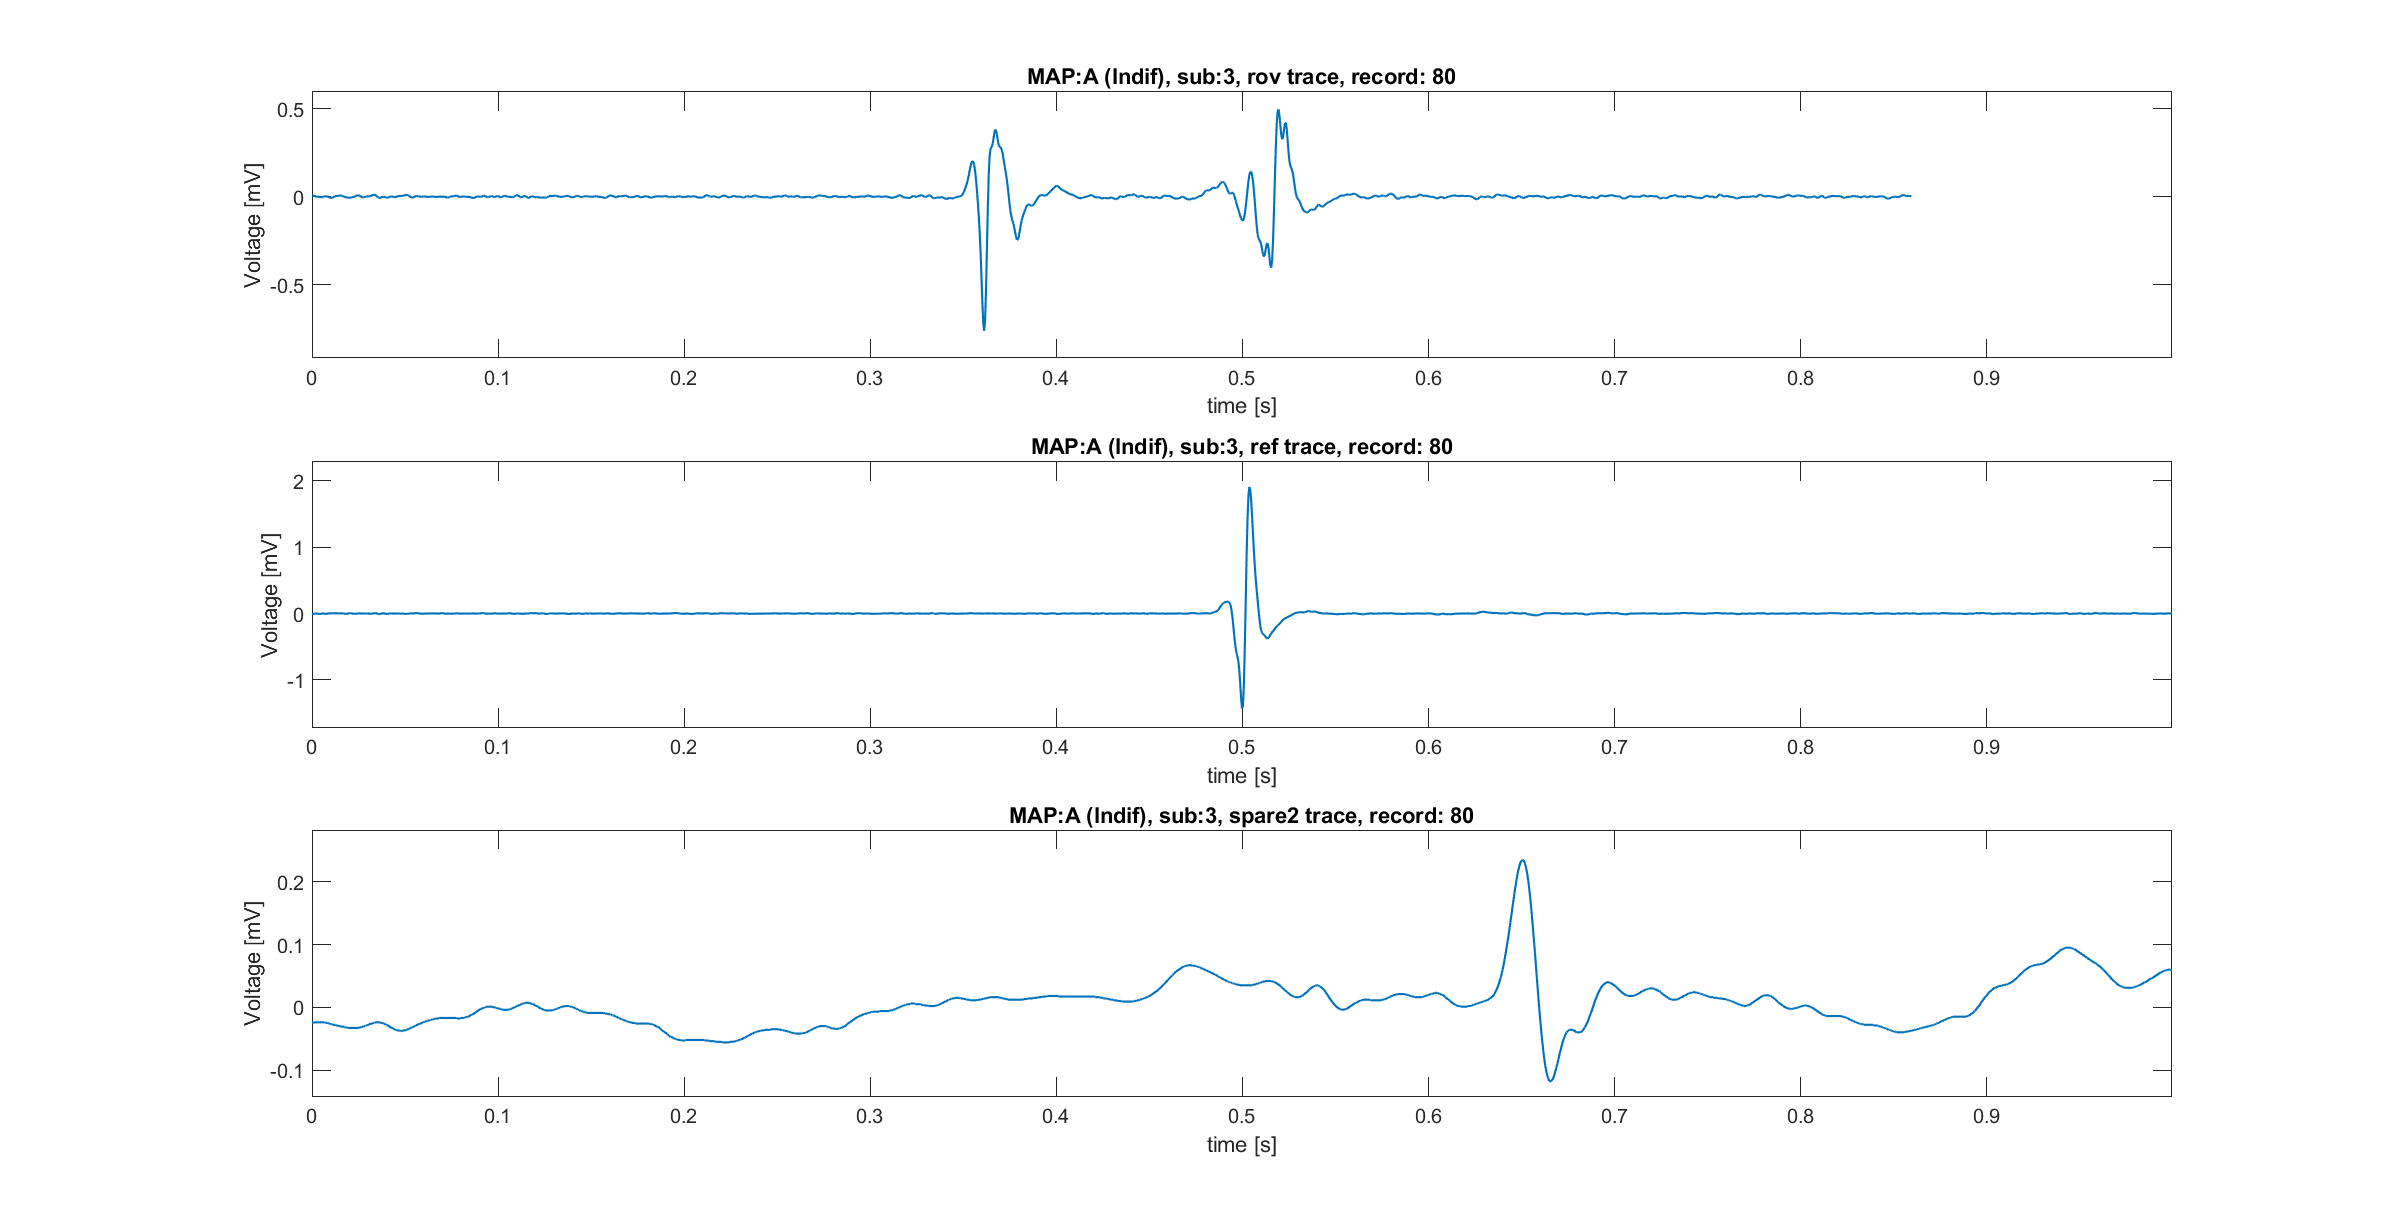 MAP:A (Indif), sub:3, rov trace, record: 80
0.5
0
-0.5
Voltage [mV]
0 0.1 0.2 0.3 0.4 0.5 0.6 0.7 0.8 0.9
time [s]
MAP:A (Indif), sub:3, ref trace, record: 80
2
1
0
-1
Voltage [mV]
0 0.1 0.2 0.3 0.4 0.5 0.6 0.7 0.8 0.9
time [s]
MAP:A (Indif), sub:3, spare2 trace, record: 80
0.2
0.1
0
-0.1
Voltage [mV]
0 0.1 0.2 0.3 0.4 0.5 0.6 0.7 0.8 0.9
time [s]